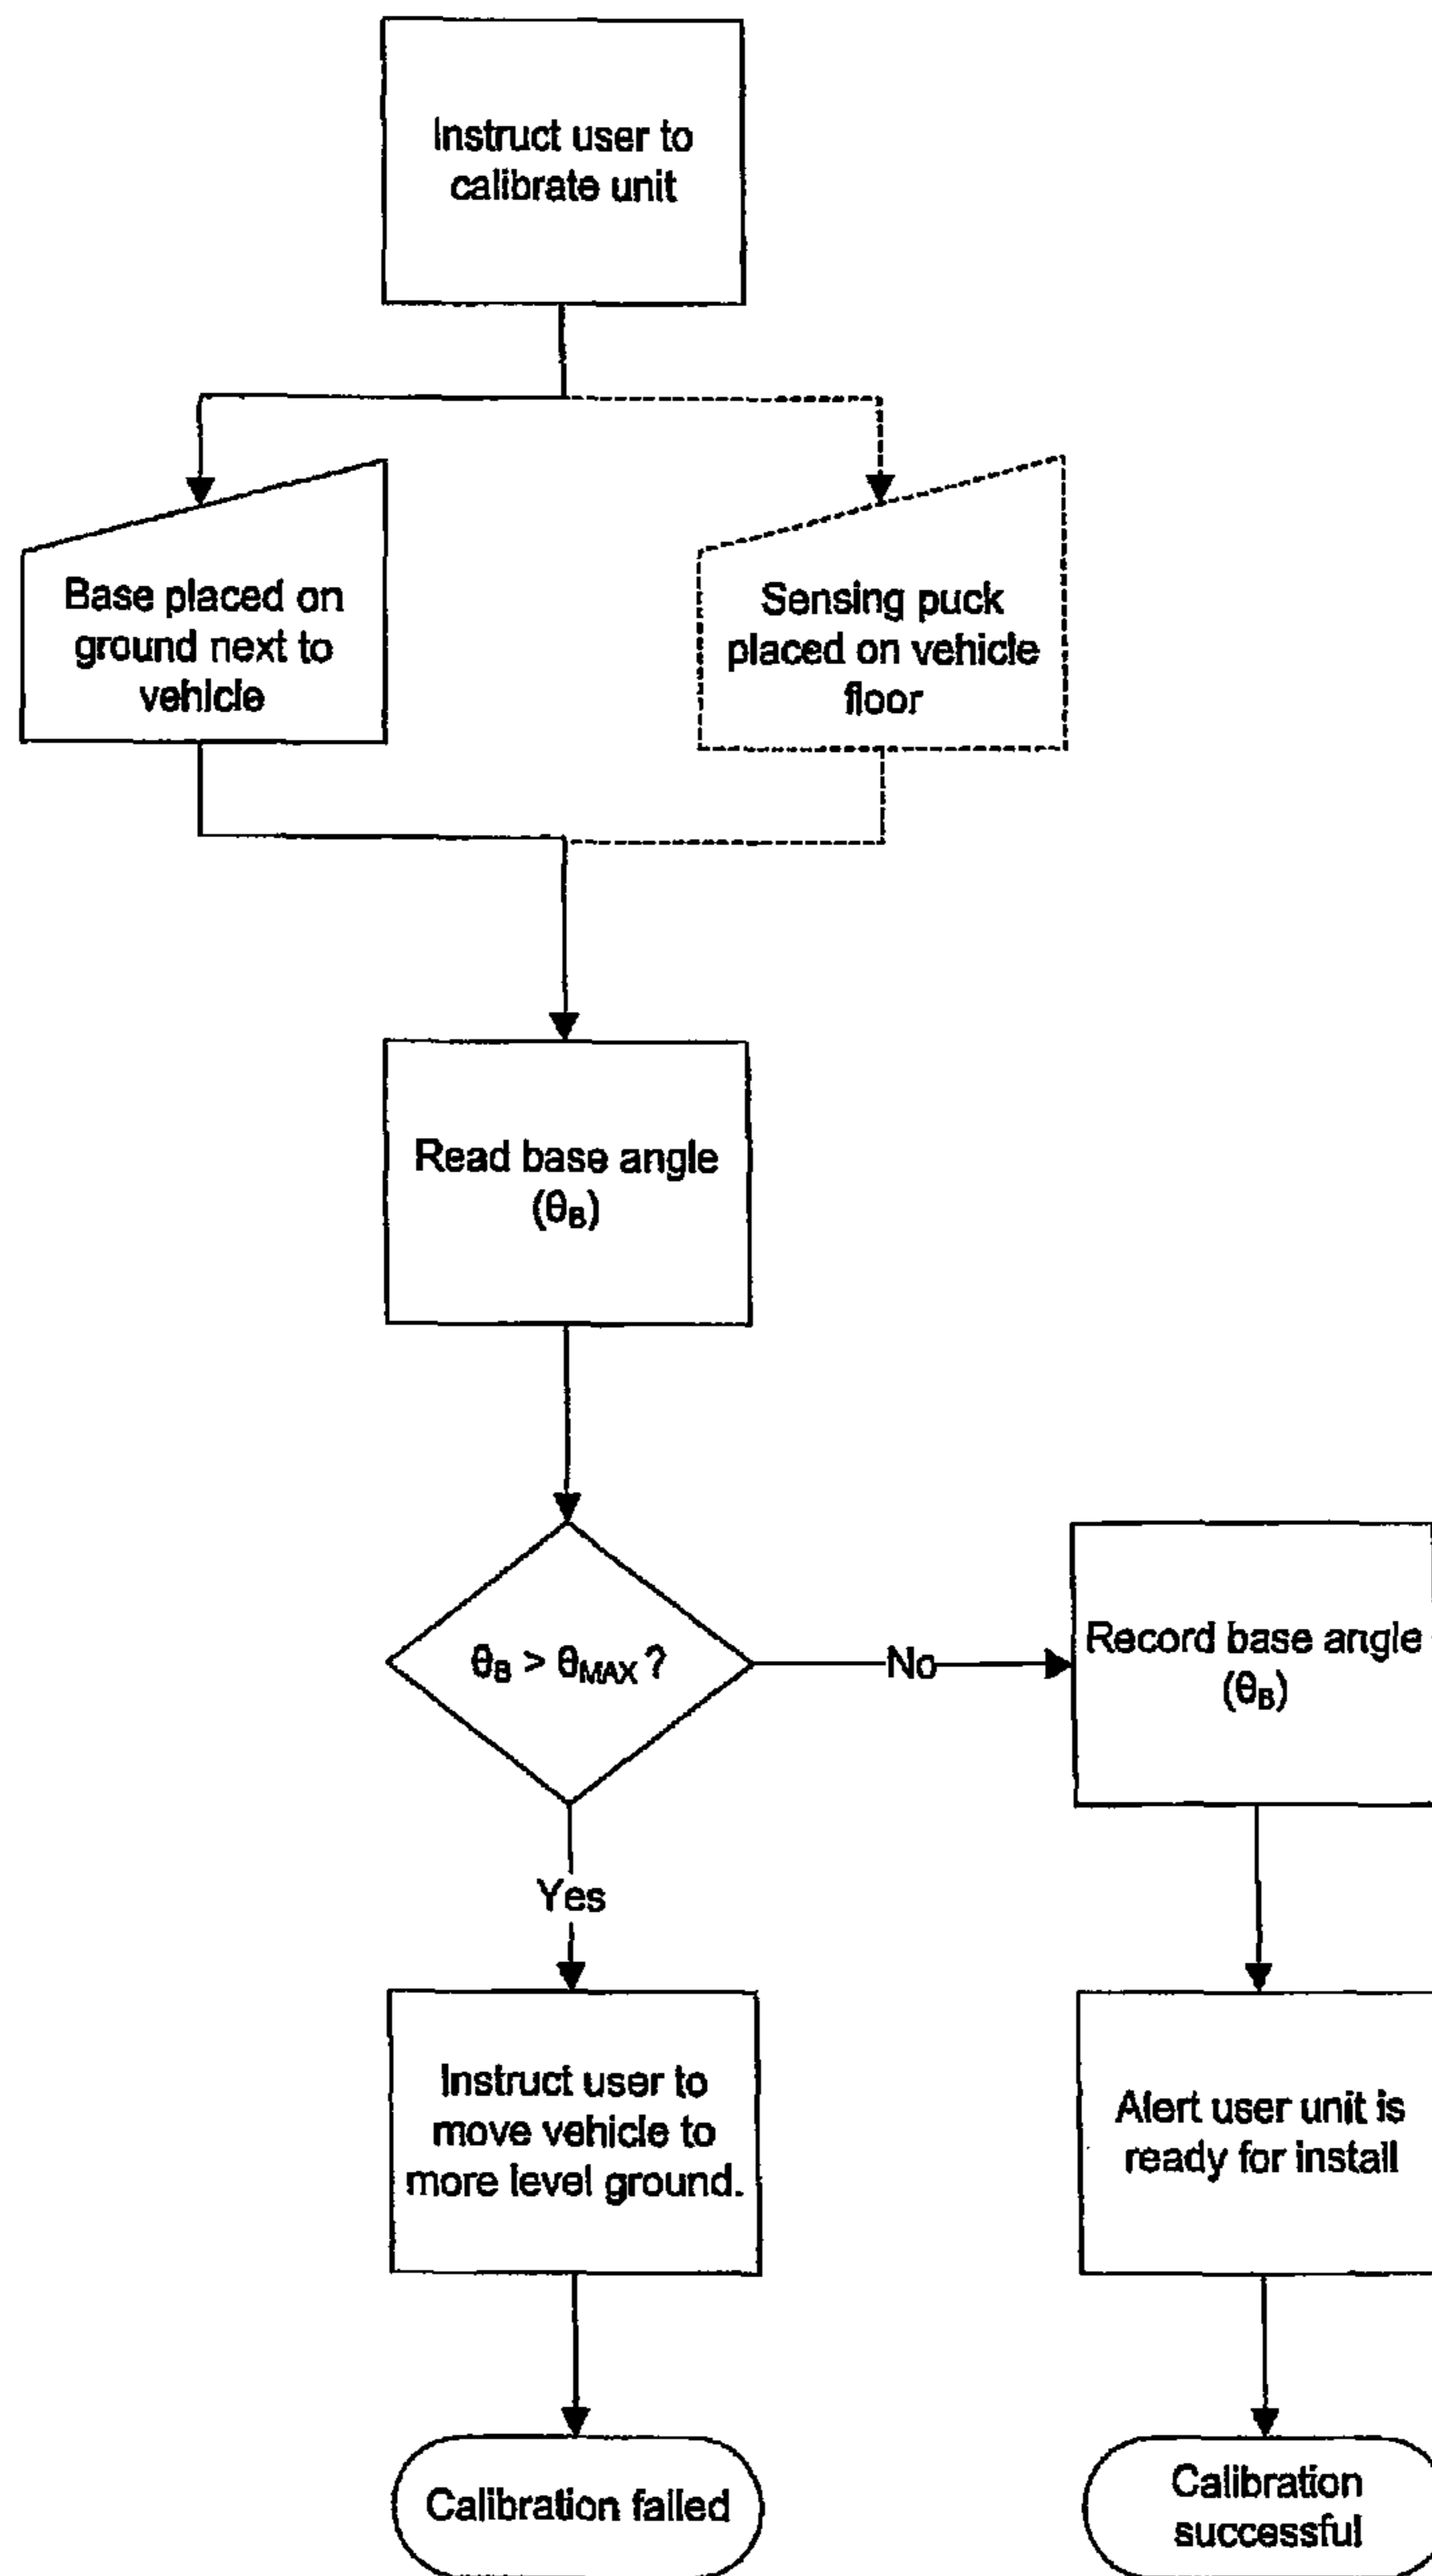 Instruct user to
calibrate unit
Base placed on
ground next to
vehicle
Sensing puck
placed on vehicle
floor
Read base angle
(θB)
θB > θMAX ?
No
Record base angle
(θB)
Yes
Instruct user to
move vehicle to
more level ground.
Alert user unit is
ready for install
Calibration failed
Calibration
successful